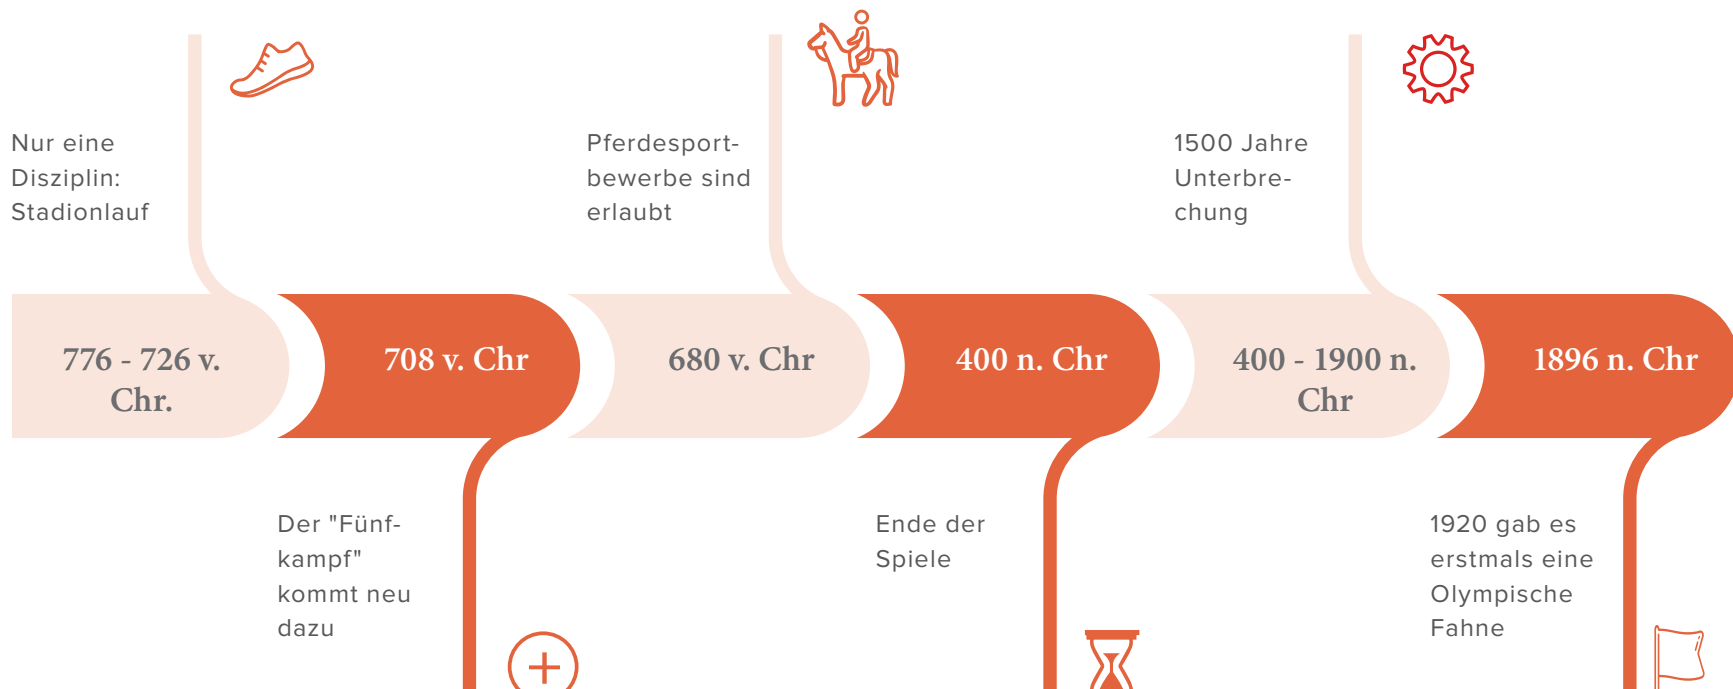 Nur eine
Disziplin:
Stadionlauf
Pferdesport-
bewerbe sind
erlaubt
1500 Jahre
Unterbre-
chung
776 - 726 v.
Chr.
708 v. Chr
680 v. Chr
400 n. Chr
400 - 1900 n.
Chr
1896 n. Chr
Der "Fünf-
kampf"
kommt neu
dazu
Ende der
Spiele
1920 gab es
erstmals eine
Olympische
Fahne